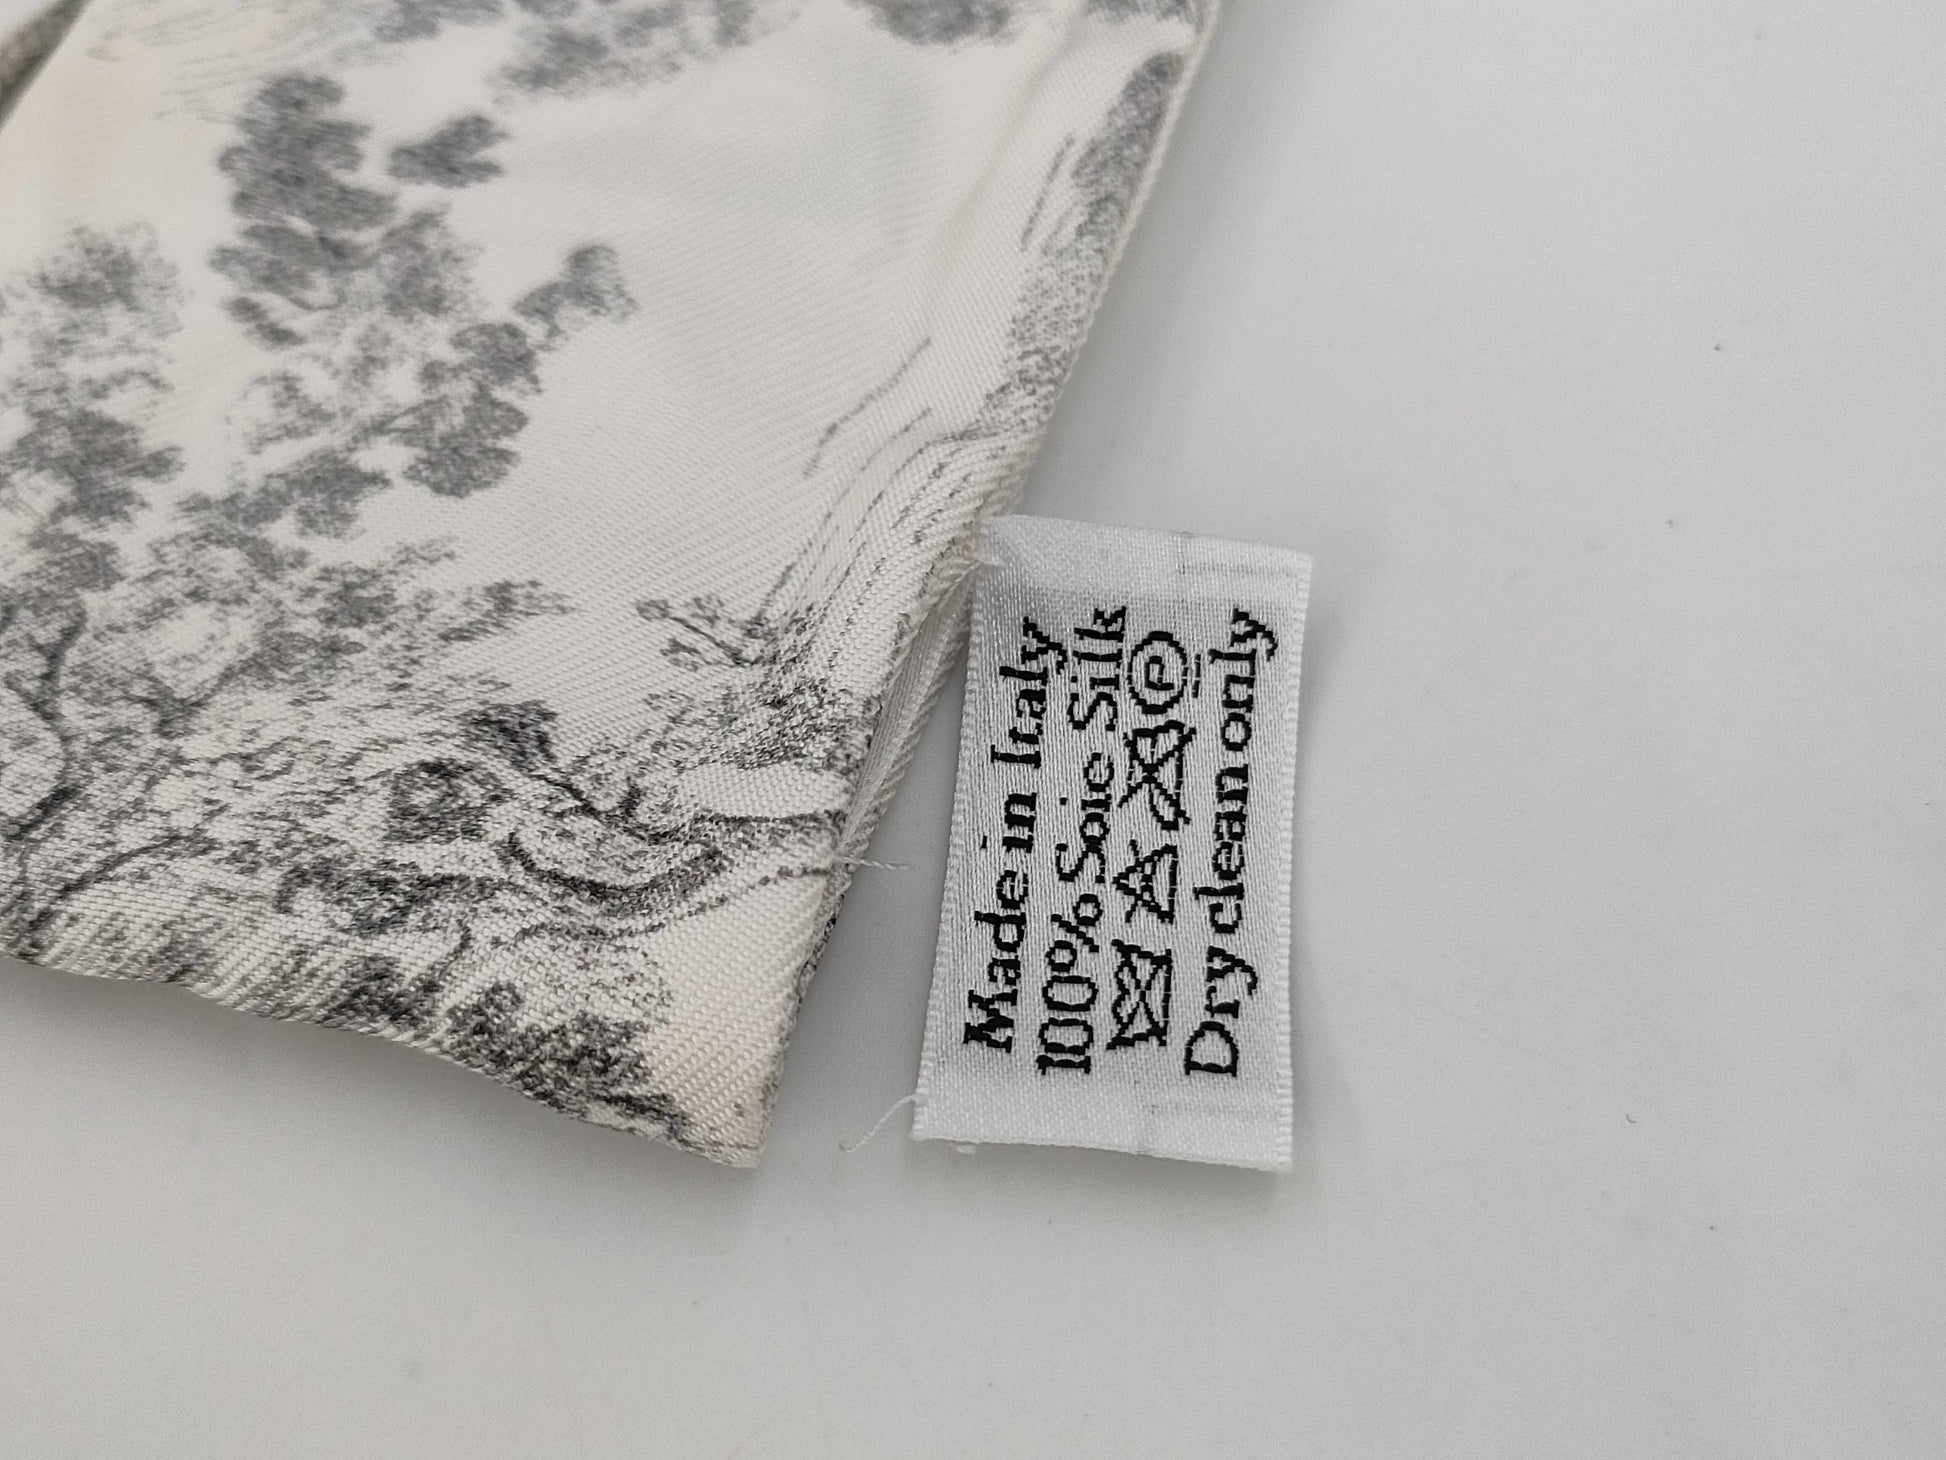 Made in Italy
100% Soie Silk
P
Dry clean only